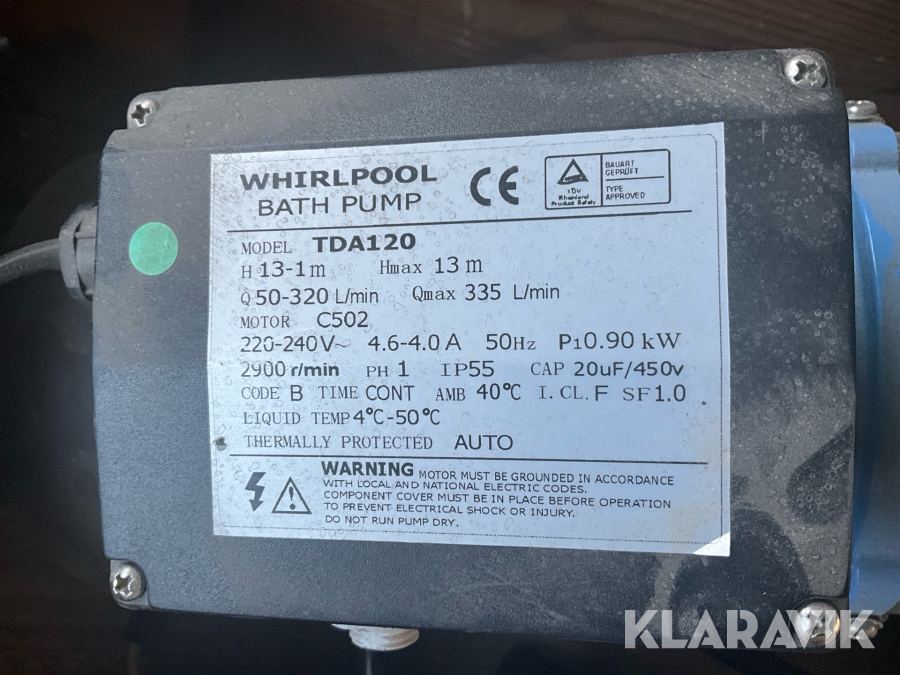 WHIRLPOOL
BATH PUMP
CE
TÜV
Rheinland
Product Safety
BAUART
GEPRÜFT
TYPE
APPROVED
MODEL TDA120
H 13-1m Hmax 13 m
Q 50-320 L/min Qmax 335 L/min
MOTOR C502
220-240V~ 4.6-4.0 A 50Hz P1 0.90 kW
2900 r/min PH 1 IP55 CAP 20uF/450v
CODE B TIME CONT AMB 40°C I.CL.F SF1.0
LIQUID TEMP 4°C-50°C
THERMALLY PROTECTED AUTO
WARNING MOTOR MUST BE GROUNDED IN ACCORDANCE
WITH LOCAL AND NATIONAL ELECTRIC CODES.
COMPONENT COVER MUST BE IN PLACE BEFORE OPERATION
TO PREVENT ELECTRICAL SHOCK OR INJURY.
DO NOT RUN PUMP DRY.
KLARAVIK